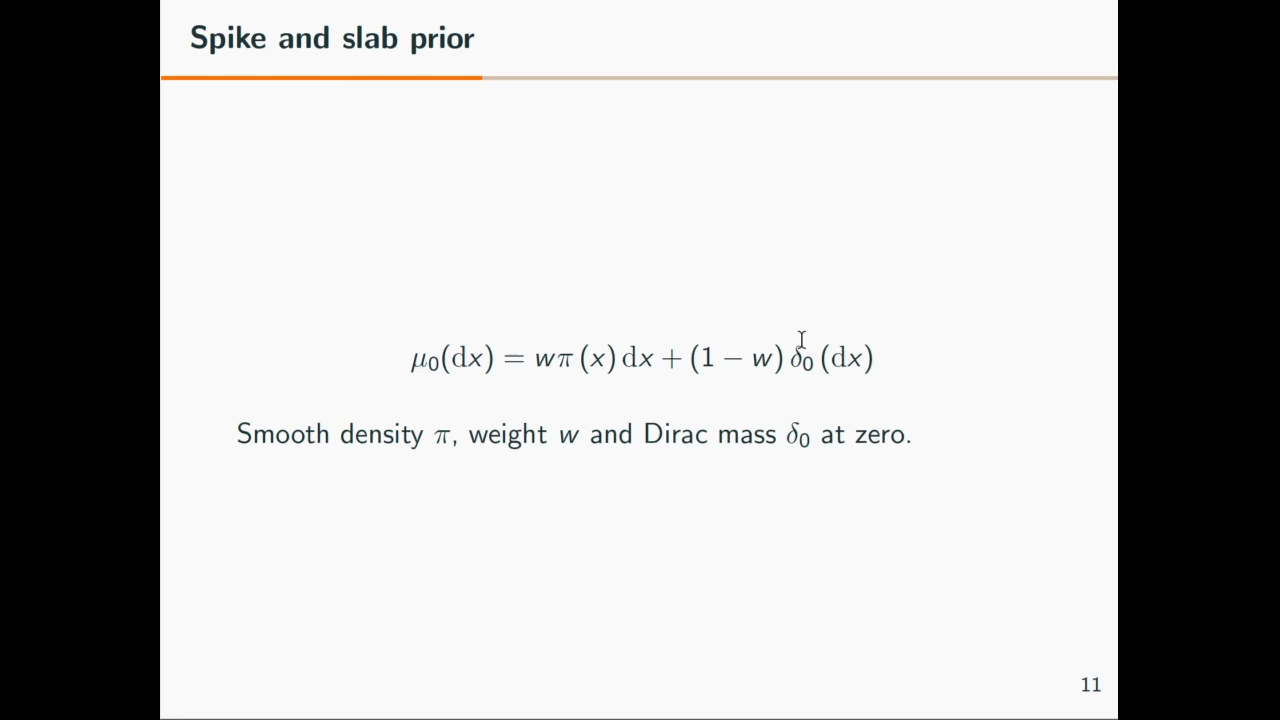 Spike and slab prior
μ₀(dx) = wπ(x) dx + (1 − w) δ₀(dx)
Smooth density π, weight w and Dirac mass δ₀ at zero.
11